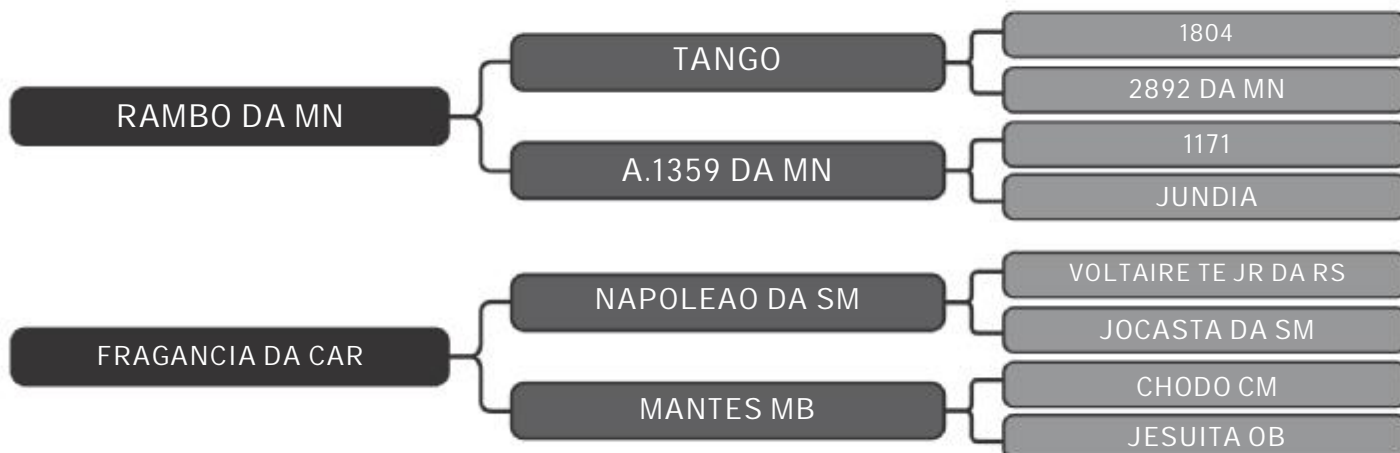 RAMBO DA MN
TANGO
1804
2892 DA MN
A.1359 DA MN
1171
JUNDIA
FRAGANCIA DA CAR
NAPOLEAO DA SM
VOLTAIRE TE JR DA RS
JOCASTA DA SM
MANTES MB
CHODO CM
JESUITA OB